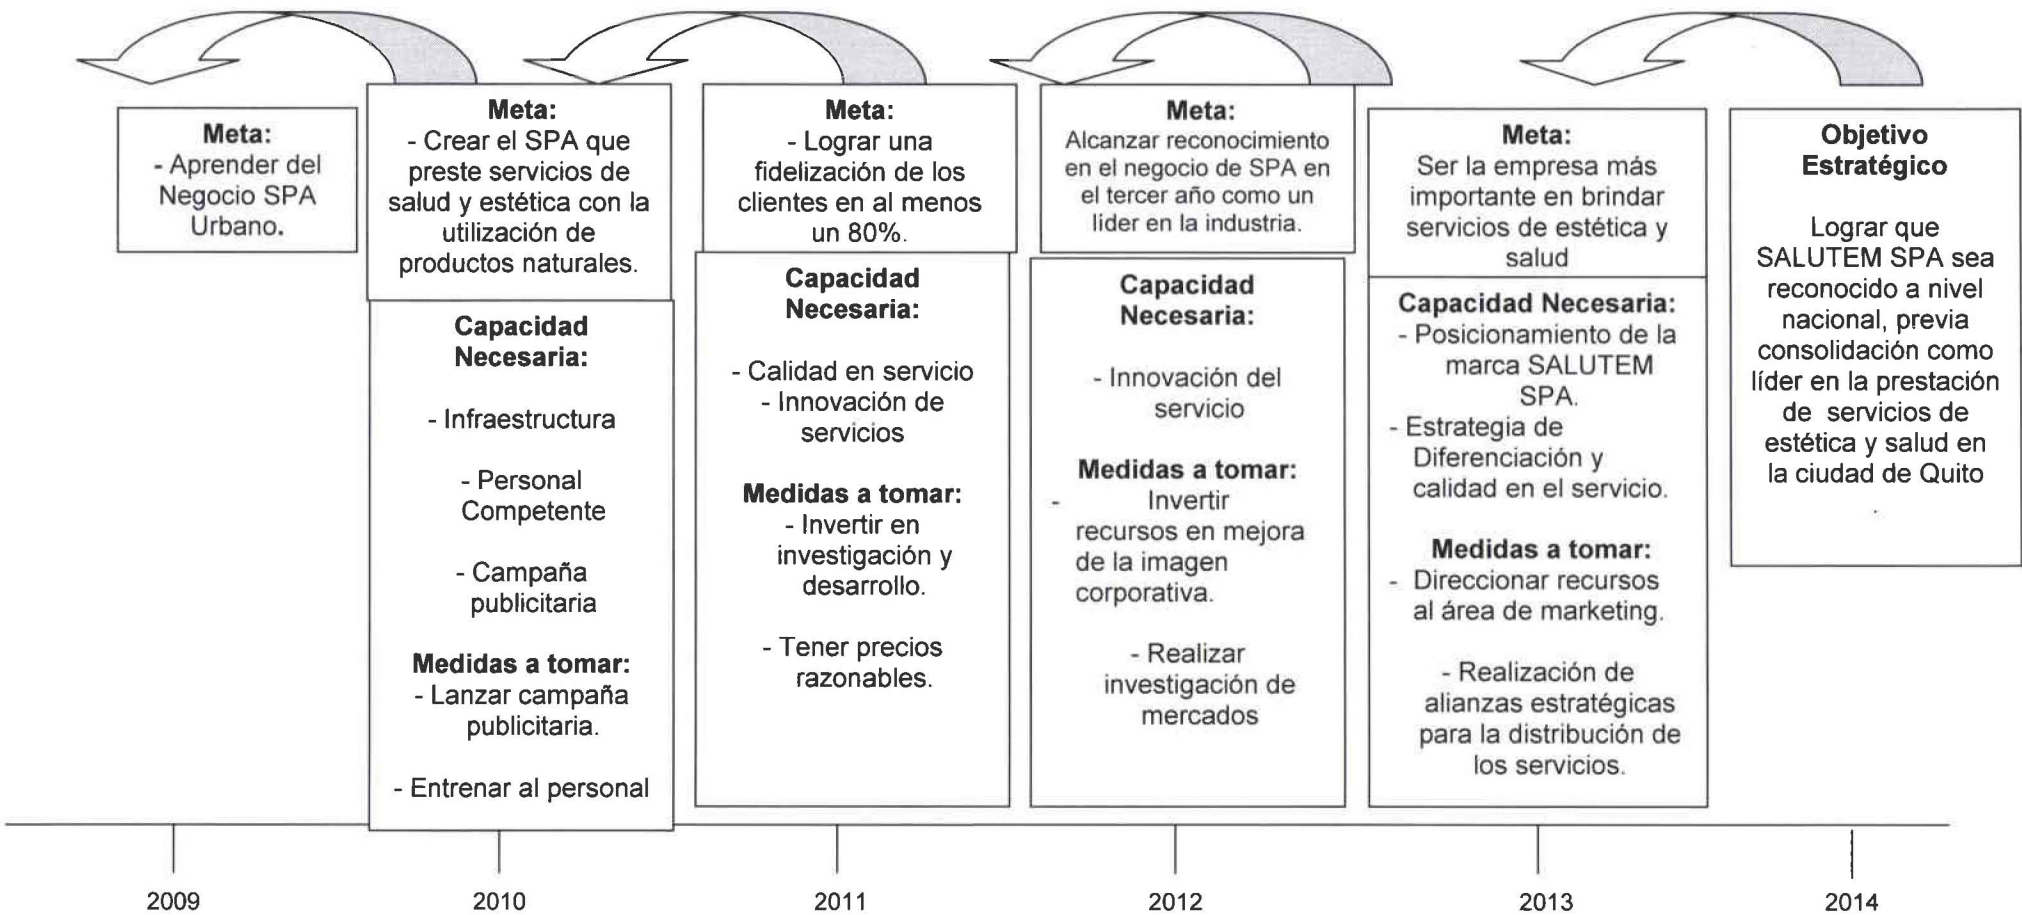 Meta:
- Aprender del
Negocio SPA
Urbano.
Meta:
- Crear el SPA que
preste servicios de
salud y estética con la
utilización de
productos naturales.
Capacidad
Necesaria:
- Infraestructura
- Personal
Competente
- Campaña
publicitaria
Medidas a tomar:
- Lanzar campaña
publicitaria.
- Entrenar al personal
Meta:
- Lograr una
fidelización de los
clientes en al menos
un 80%.
Capacidad
Necesaria:
- Calidad en servicio
- Innovación de
servicios
Medidas a tomar:
- Invertir en
investigación y
desarrollo.
- Tener precios
razonables.
Meta:
Alcanzar reconocimiento
en el negocio de SPA en
el tercer año como un
líder en la industria.
Capacidad
Necesaria:
- Innovación del
servicio
Medidas a tomar:
- Invertir
recursos en mejora
de la imagen
corporativa.
- Realizar
investigación de
mercados
Meta:
Ser la empresa más
importante en brindar
servicios de estética y
salud
Capacidad Necesaria:
- Posicionamiento de la
marca SALUTEM
SPA.
- Estrategia de
Diferenciación y
calidad en el servicio.
Medidas a tomar:
- Direccionar recursos
al área de marketing.
- Realización de
alianzas estratégicas
para la distribución de
los servicios.
Objetivo
Estratégico
Lograr que
SALUTEM SPA sea
reconocido a nivel
nacional, previa
consolidación como
líder en la prestación
de servicios de
estética y salud en
la ciudad de Quito
2009
2010
2011
2012
2013
2014